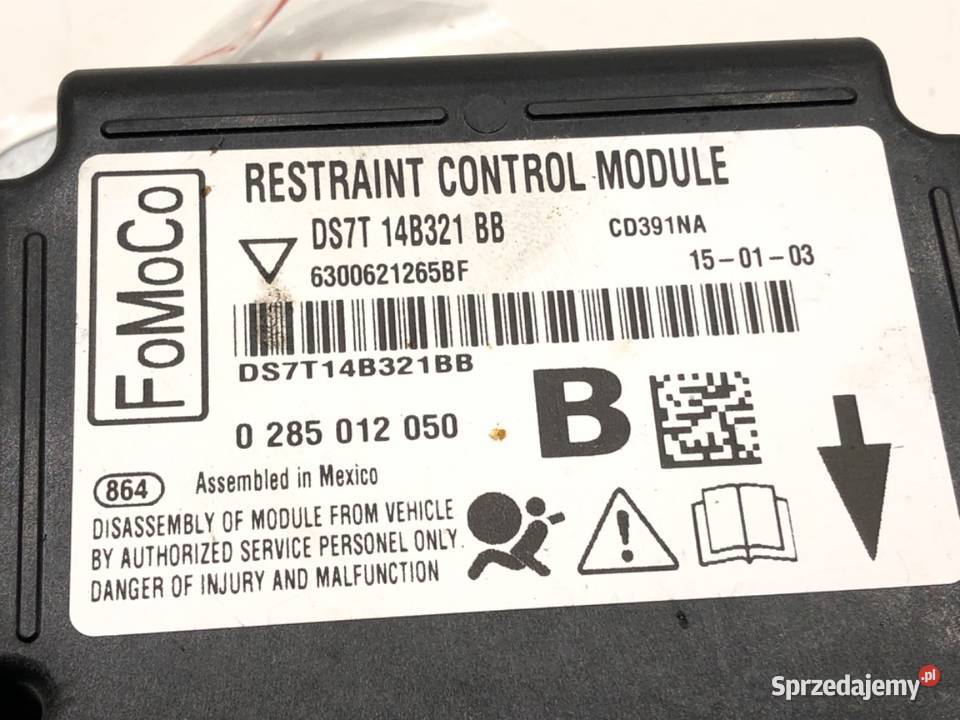 FoMoCo
RESTRAINT CONTROL MODULE
DS7T 14B321 BB
CD391NA
6300621265BF
15-01-03
DS7T14B321BB
0 285 012 050
B
864
Assembled in Mexico
DISASSEMBLY OF MODULE FROM VEHICLE
BY AUTHORIZED SERVICE PERSONEL ONLY.
DANGER OF INJURY AND MALFUNCTION
Sprzedajemy.pl